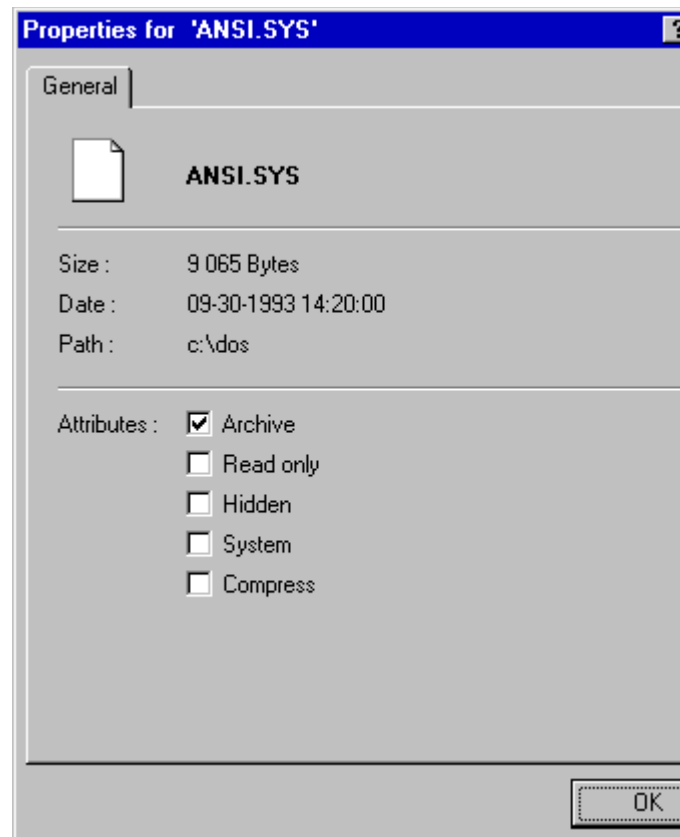 Properties for 'ANSI.SYS' ?
General
ANSI.SYS
Size : 9 065 Bytes
Date : 09-30-1993 14:20:00
Path : c:\dos
Attributes : Archive
Read only
Hidden
System
Compress
OK